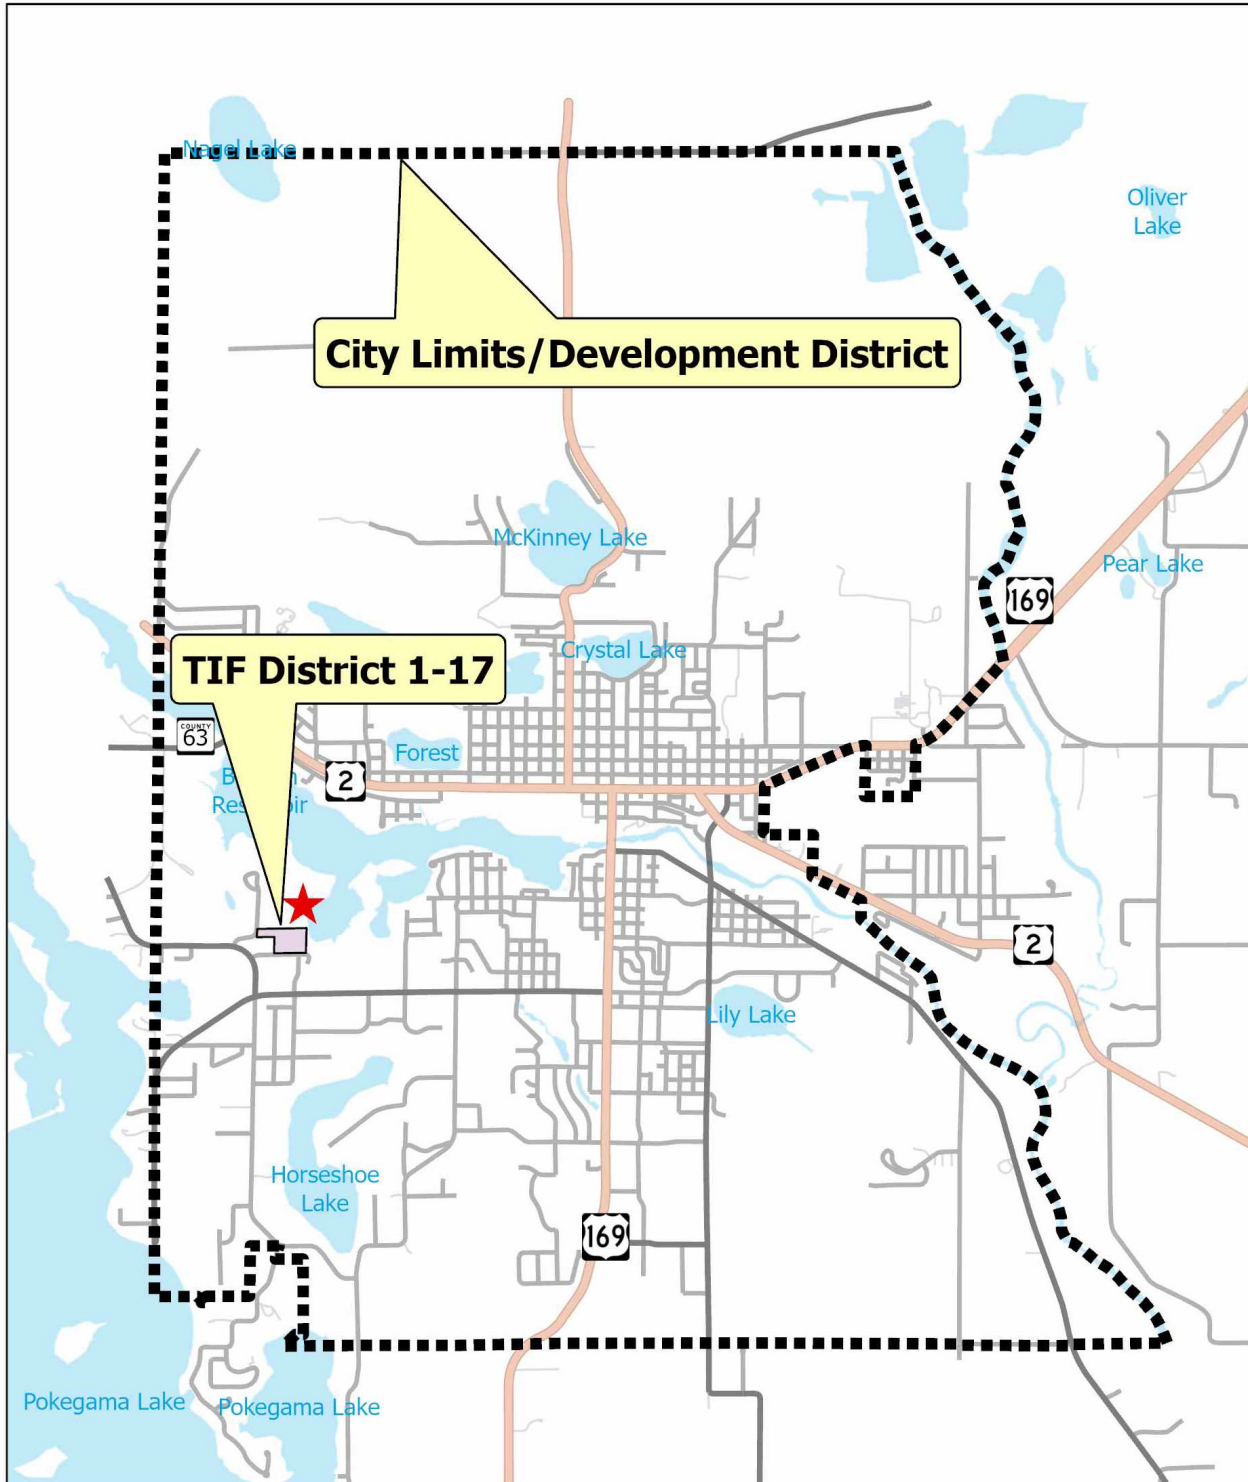 Nagel Lake
Oliver
Lake
City Limits/Development District
McKinney Lake
Pear Lake
169
Crystal Lake
TIF District 1-17
COUNTY
63
Forest
2
Lily Lake
2
Horseshoe
Lake
169
Pokegama Lake
Pokegama Lake